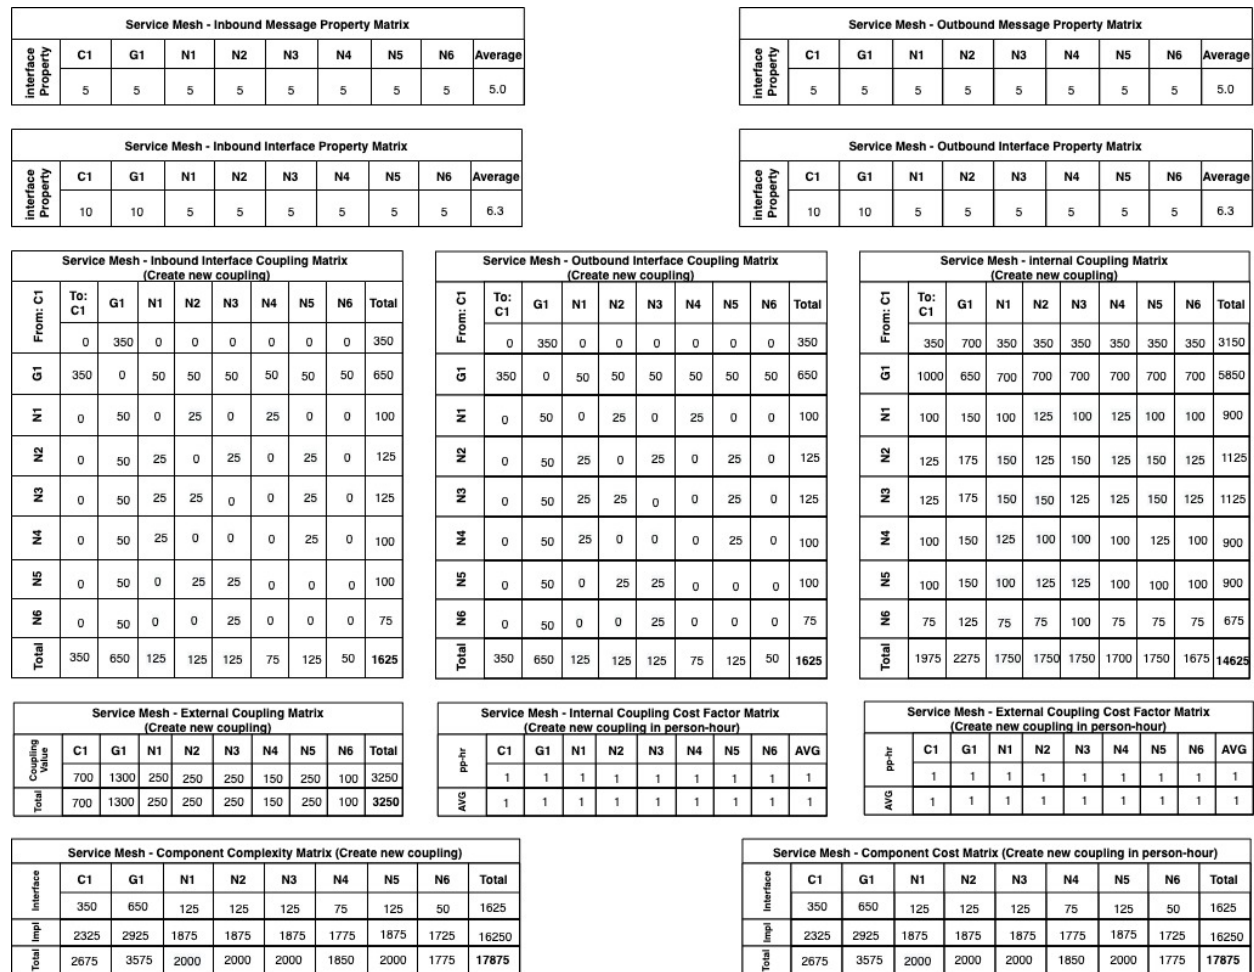 Service Mesh - Inbound Message Property Matrix
interface Property C1 G1 N1 N2 N3 N4 N5 N6 Average
5 5 5 5 5 5 5 5 5.0
Service Mesh - Outbound Message Property Matrix
interface Property C1 G1 N1 N2 N3 N4 N5 N6 Average
5 5 5 5 5 5 5 5 5.0
Service Mesh - Inbound Interface Property Matrix
interface Property C1 G1 N1 N2 N3 N4 N5 N6 Average
10 10 5 5 5 5 5 5 6.3
Service Mesh - Outbound Interface Property Matrix
interface Property C1 G1 N1 N2 N3 N4 N5 N6 Average
10 10 5 5 5 5 5 5 6.3
Service Mesh - Inbound Interface Coupling Matrix
(Create new coupling)
From: C1 To: C1 G1 N1 N2 N3 N4 N5 N6 Total
0 350 0 0 0 0 0 0 350
G1 350 0 50 50 50 50 50 50 650
N1 0 50 0 25 0 25 0 0 100
N2 0 50 25 0 25 0 25 0 125
N3 0 50 25 25 0 0 25 0 125
N4 0 50 25 0 0 0 25 0 100
N5 0 50 0 25 25 0 0 0 100
N6 0 50 0 0 25 0 0 0 75
Total 350 650 125 125 125 75 125 50 1625
Service Mesh - Outbound Interface Coupling Matrix
(Create new coupling)
From: C1 To: C1 G1 N1 N2 N3 N4 N5 N6 Total
0 350 0 0 0 0 0 0 350
G1 350 0 50 50 50 50 50 50 650
N1 0 50 0 25 0 25 0 0 100
N2 0 50 25 0 25 0 25 0 125
N3 0 50 25 25 0 0 25 0 125
N4 0 50 25 0 0 0 25 0 100
N5 0 50 0 25 25 0 0 0 100
N6 0 50 0 0 25 0 0 0 75
Total 350 650 125 125 125 75 125 50 1625
Service Mesh - internal Coupling Matrix
(Create new coupling)
From: C1 To: C1 G1 N1 N2 N3 N4 N5 N6 Total
350 700 350 350 350 350 350 350 3150
G1 1000 650 700 700 700 700 700 700 5850
N1 100 150 100 125 100 125 100 100 900
N2 125 175 150 125 150 125 150 125 1125
N3 125 175 150 150 125 125 150 125 1125
N4 100 150 125 100 100 100 125 100 900
N5 100 150 100 125 125 100 100 100 900
N6 75 125 75 75 100 75 75 75 675
Total 1975 2275 1750 1750 1750 1700 1750 1675 14625
Service Mesh - External Coupling Matrix
(Create new coupling)
Coupling Value C1 G1 N1 N2 N3 N4 N5 N6 Total
700 1300 250 250 250 150 250 100 3250
Total 700 1300 250 250 250 150 250 100 3250
Service Mesh - Internal Coupling Cost Factor Matrix
(Create new coupling in person-hour)
pp-hr C1 G1 N1 N2 N3 N4 N5 N6 AVG
1 1 1 1 1 1 1 1 1
AVG 1 1 1 1 1 1 1 1 1
Service Mesh - External Coupling Cost Factor Matrix
(Create new coupling in person-hour)
pp-hr C1 G1 N1 N2 N3 N4 N5 N6 AVG
1 1 1 1 1 1 1 1 1
AVG 1 1 1 1 1 1 1 1 1
Service Mesh - Component Complexity Matrix (Create new coupling)
Interface C1 G1 N1 N2 N3 N4 N5 N6 Total
350 650 125 125 125 75 125 50 1625
Impl 2325 2925 1875 1875 1875 1775 1875 1725 16250
Total 2675 3575 2000 2000 2000 1850 2000 1775 17875
Service Mesh - Component Cost Matrix (Create new coupling in person-hour)
Interface C1 G1 N1 N2 N3 N4 N5 N6 Total
350 650 125 125 125 75 125 50 1625
Impl 2325 2925 1875 1875 1875 1775 1875 1725 16250
Total 2675 3575 2000 2000 2000 1850 2000 1775 17875